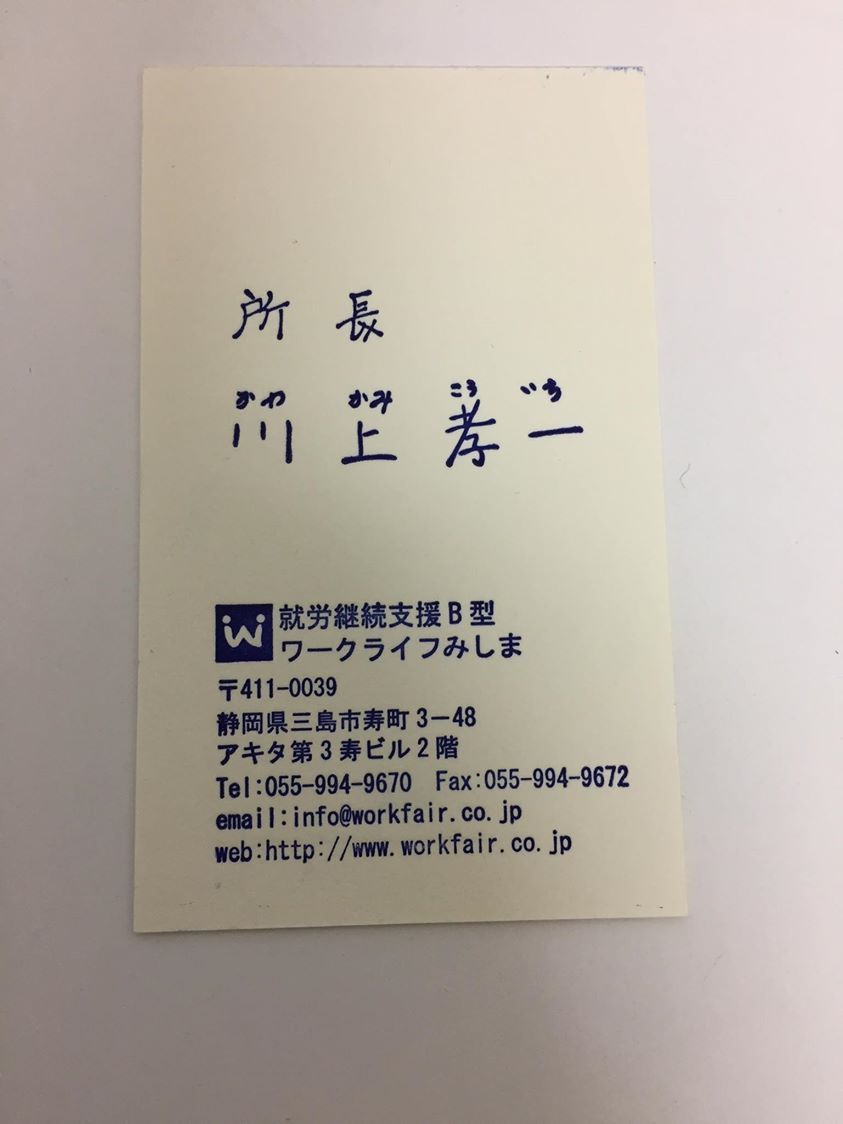 所長
かわ かみ こう いち
川上孝一
W 就労継続支援B型
ワークライフみしま
〒411-0039
静岡県三島市寿町3-48
アキタ第3寿ビル2階
Tel:055-994-9670 Fax:055-994-9672
email:info@workfair.co.jp
web:http://www.workfair.co.jp